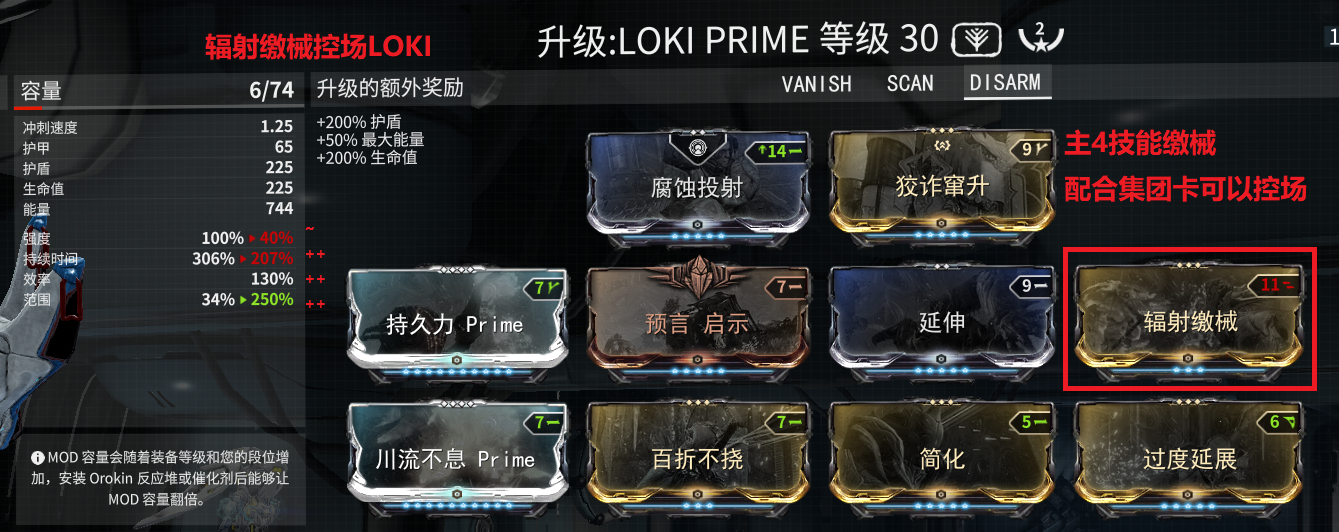 辐射缴械控场LOKI
升级:LOKI PRIME 等级 30
2
1
容量 6/74
升级的额外奖励
VANISH SCAN DISARM
冲刺速度 1.25
护甲 65
护盾 225
生命值 225
能量 744
强度 100% 40% ~
持续时间 306% 207% ++
效率 130% ++
范围 34% 250% ++
+200% 护盾
+50% 最大能量
+200% 生命值
14
腐蚀投射
9
狡诈窜升
主4技能缴械
配合集团卡可以控场
7
持久力 Prime
7
预言 启示
9
延伸
11
辐射缴械
7
川流不息 Prime
7
百折不挠
5
简化
6
过度延展
MOD 容量会随着装备等级和您的段位增
加，安装 Orokin 反应堆或催化剂后能够让
MOD 容量翻倍。